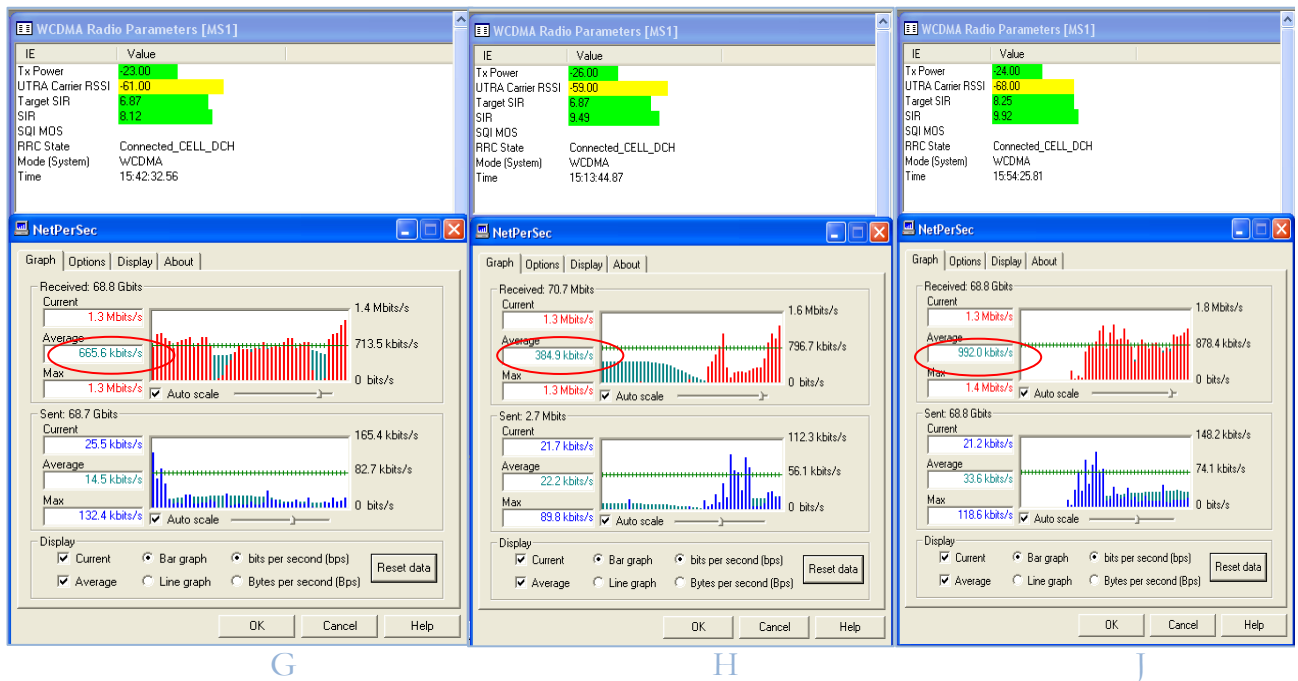 WCDMA Radio Parameters [MS1]
IE Value
Tx Power -23.00
UTRA Carrier RSSI -61.00
Target SIR 6.87
SIR 8.12
SQI MOS
RRC State Connected_CELL_DCH
Mode (System) WCDMA
Time 15:42:32.56
NetPerSec
Graph Options Display About
Received: 68.8 Gbits
Current
1.3 Mbits/s
1.4 Mbits/s
Average
665.6 kbits/s
713.5 kbits/s
Max
1.3 Mbits/s
Auto scale
0 bits/s
Sent: 68.7 Gbits
Current
25.5 kbits/s
165.4 kbits/s
Average
14.5 kbits/s
82.7 kbits/s
Max
132.4 kbits/s
Auto scale
0 bits/s
Display
Current Bar graph bits per second (bps)
Average Line graph Bytes per second (Bps)
Reset data
OK Cancel Help
G
WCDMA Radio Parameters [MS1]
IE Value
Tx Power -26.00
UTRA Carrier RSSI -59.00
Target SIR 6.87
SIR 9.49
SQI MOS
RRC State Connected_CELL_DCH
Mode (System) WCDMA
Time 15:13:44.87
NetPerSec
Graph Options Display About
Received: 70.7 Mbits
Current
1.3 Mbits/s
1.6 Mbits/s
Average
384.9 kbits/s
796.7 kbits/s
Max
1.3 Mbits/s
Auto scale
0 bits/s
Sent: 2.7 Mbits
Current
21.7 kbits/s
112.3 kbits/s
Average
22.2 kbits/s
56.1 kbits/s
Max
89.8 kbits/s
Auto scale
0 bits/s
Display
Current Bar graph bits per second (bps)
Average Line graph Bytes per second (Bps)
Reset data
OK Cancel Help
H
WCDMA Radio Parameters [MS1]
IE Value
Tx Power -24.00
UTRA Carrier RSSI -68.00
Target SIR 8.25
SIR 9.92
SQI MOS
RRC State Connected_CELL_DCH
Mode (System) WCDMA
Time 15:54:25.81
NetPerSec
Graph Options Display About
Received: 68.8 Gbits
Current
1.3 Mbits/s
1.8 Mbits/s
Average
992.0 kbits/s
878.4 kbits/s
Max
1.4 Mbits/s
Auto scale
0 bits/s
Sent: 68.8 Gbits
Current
21.2 kbits/s
148.2 kbits/s
Average
33.6 kbits/s
74.1 kbits/s
Max
118.6 kbits/s
Auto scale
0 bits/s
Display
Current Bar graph bits per second (bps)
Average Line graph Bytes per second (Bps)
Reset data
OK Cancel Help
J